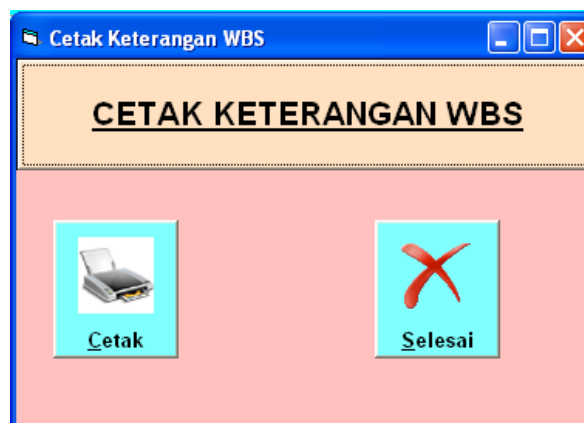 Cetak Keterangan WBS
CETAK KETERANGAN WBS
Cetak
Selesai